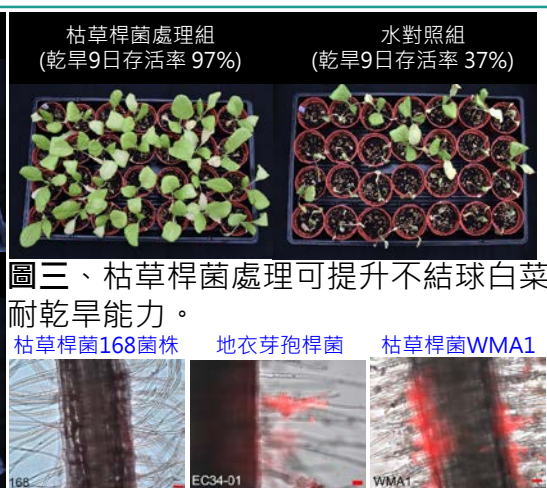 枯草桿菌處理組
(乾旱9日存活率 97%)
水對照組
(乾旱9日存活率 37%)
圖三、枯草桿菌處理可提升不結球白菜
耐乾旱能力。
枯草桿菌168菌株
地衣芽孢桿菌
枯草桿菌WMA1
168
EC34-01
WMA1